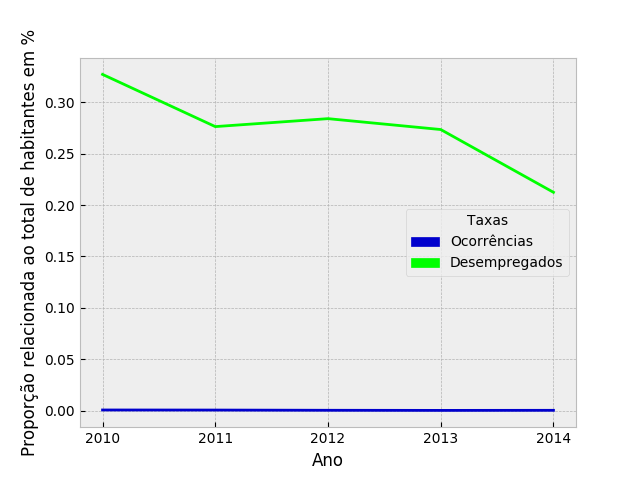 Proporção relacionada ao total de habitantes em %
0.30
0.25
0.20
0.15
0.10
0.05
0.00
Taxas
Ocorrências
Desempregados
2010 2011 2012 2013 2014
Ano